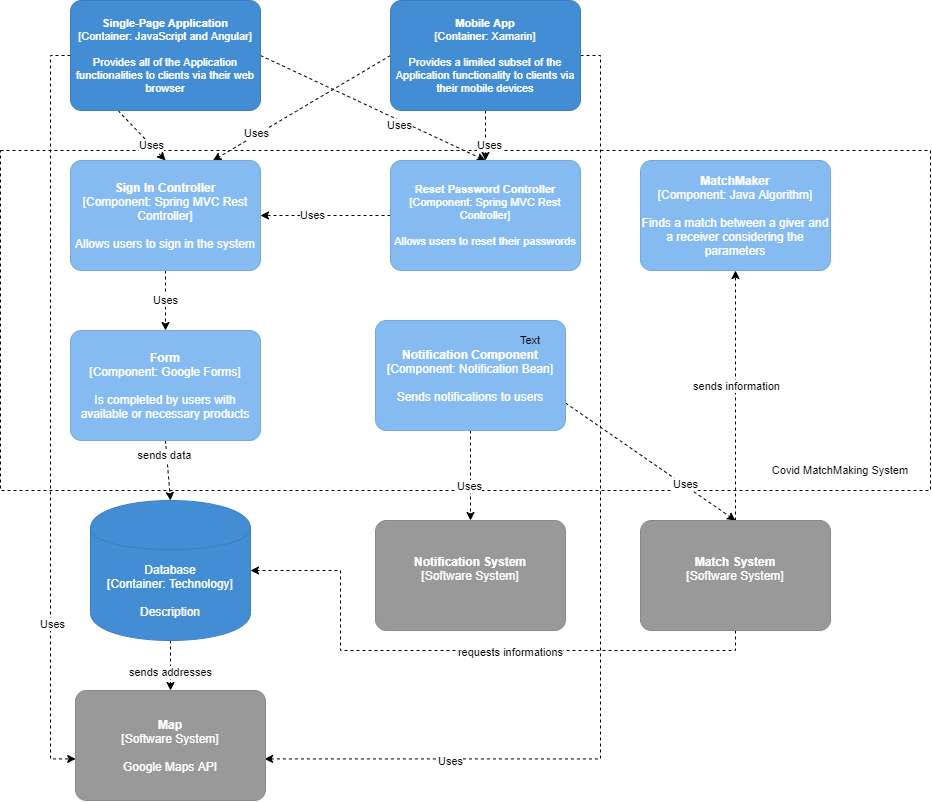 Single-Page Application
[Container: JavaScript and Angular]
Provides all of the Application
functionalities to clients via their web
browser
Mobile App
[Container: Xamarin]
Provides a limited subset of the
Application functionality to clients via
their mobile devices
Uses
Uses
Uses
Uses
Sign In Controller
[Component: Spring MVC Rest
Controller]
Allows users to sign in the system
Uses
Reset Password Controller
[Component: Spring MVC Rest
Controller]
Allows users to reset their passwords
MatchMaker
[Component: Java Algorithm]
Finds a match between a giver and
a receiver considering the
parameters
Uses
Form
[Component: Google Forms]
Is completed by users with
available or necessary products
Text
Notification Component
[Component: Notification Bean]
Sends notifications to users
sends information
sends data
Covid MatchMaking System
Uses
Uses
Database
[Container: Technology]
Description
Notification System
[Software System]
Match System
[Software System]
Uses
requests informations
sends addresses
Map
[Software System]
Google Maps API
Uses